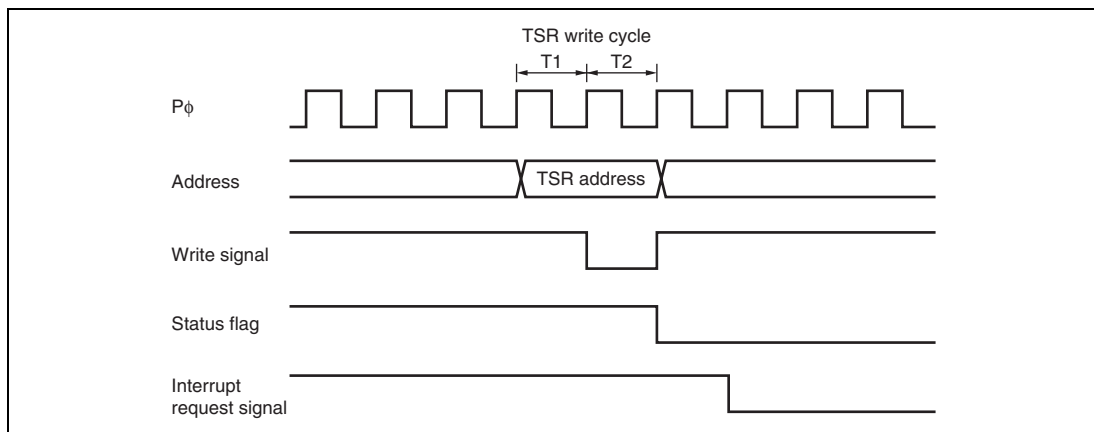 TSR write cycle
T1 T2
Pϕ
Address
TSR address
Write signal
Status flag
Interrupt
request signal